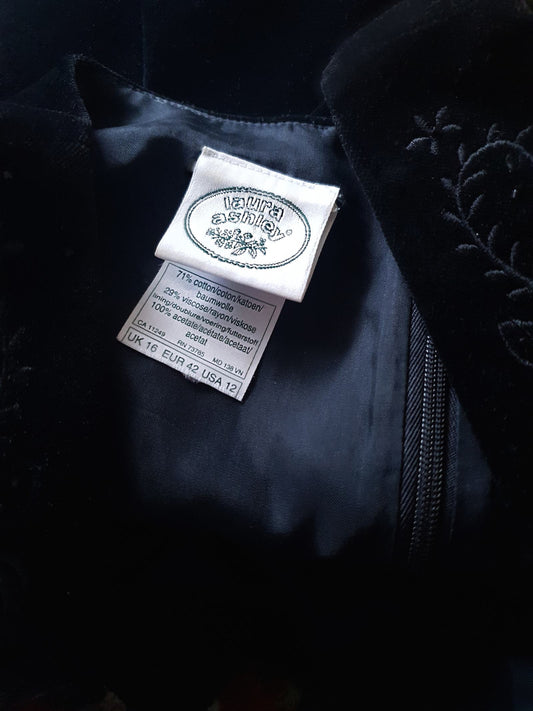 laura
ashley®
71% cotton/coton/katoen/
baumwolle
29% viscose/rayon/viskose
lining/doublure/voering/futterstoff
100% acetate/acétate/acetaat/
acetat
CA 11249 RN 73765 MD 138 VN
UK 16 EUR 42 USA 12